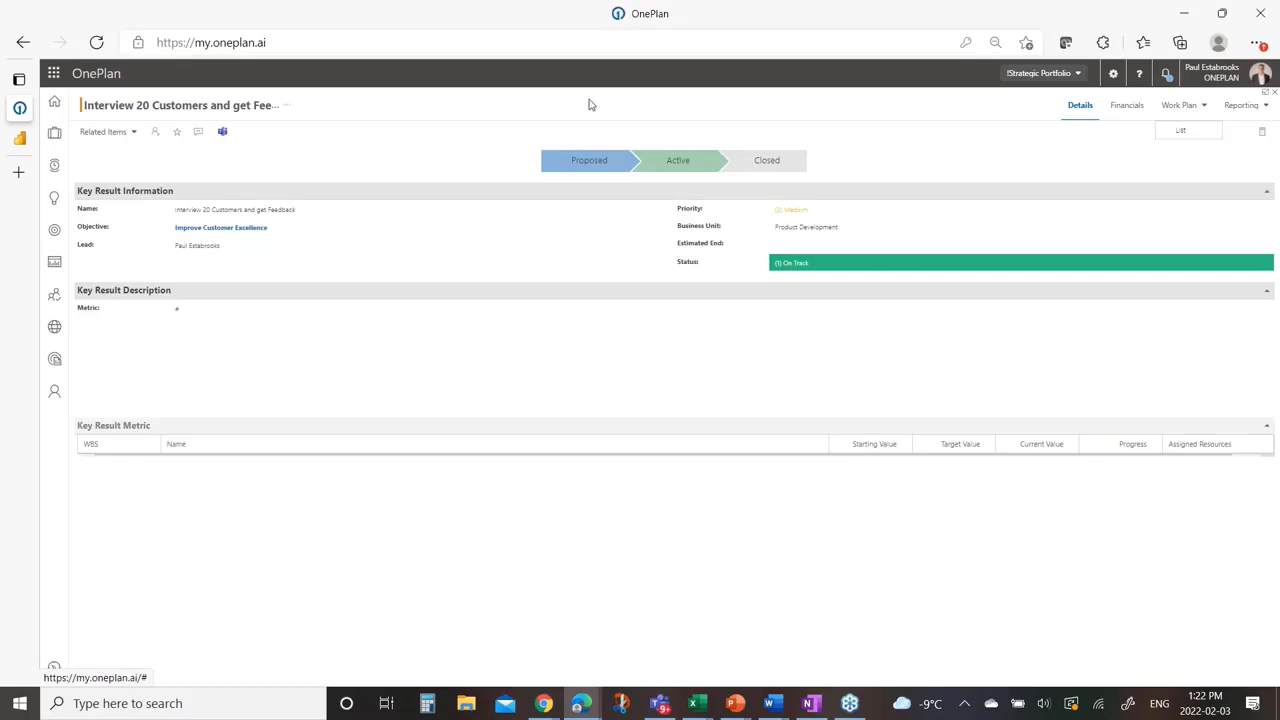 OnePlan
https://my.oneplan.ai
OnePlan
!Strategic Portfolio
?
Paul Estabrooks
ONEPLAN
Interview 20 Customers and get Fee... ...
Details
Financials
Work Plan
Reporting
Related Items
List
Proposed
Active
Closed
Key Result Information
Name:
Interview 20 Customers and get Feedback
Priority:
(2) Medium
Objective:
Improve Customer Excellence
Business Unit:
Product Development
Lead:
Paul Estabrooks
Estimated End:
Status:
(1) On Track
Key Result Description
Metric:
#
Key Result Metric
WBS
Name
Starting Value
Target Value
Current Value
Progress
Assigned Resources
https://my.oneplan.ai/#
Type here to search
9+
-9°C
ENG
1:22 PM
2022-02-03